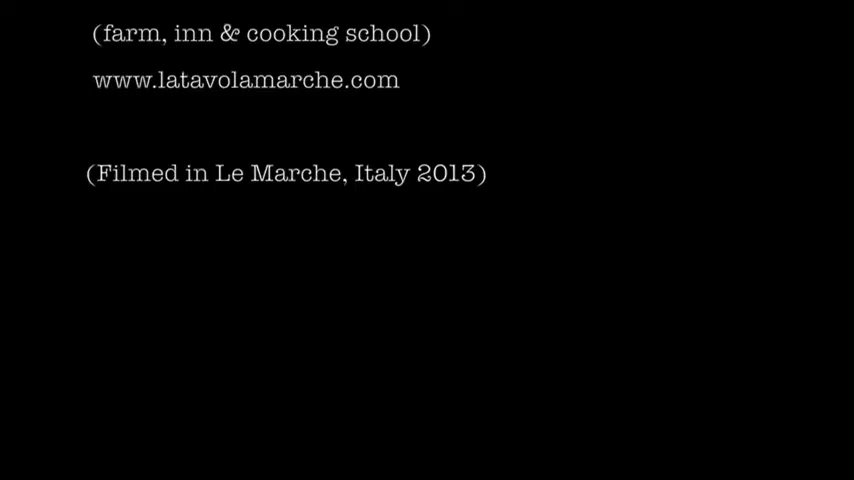 (farm, inn & cooking school)
www.latavolamarche.com
(Filmed in Le Marche, Italy 2013)